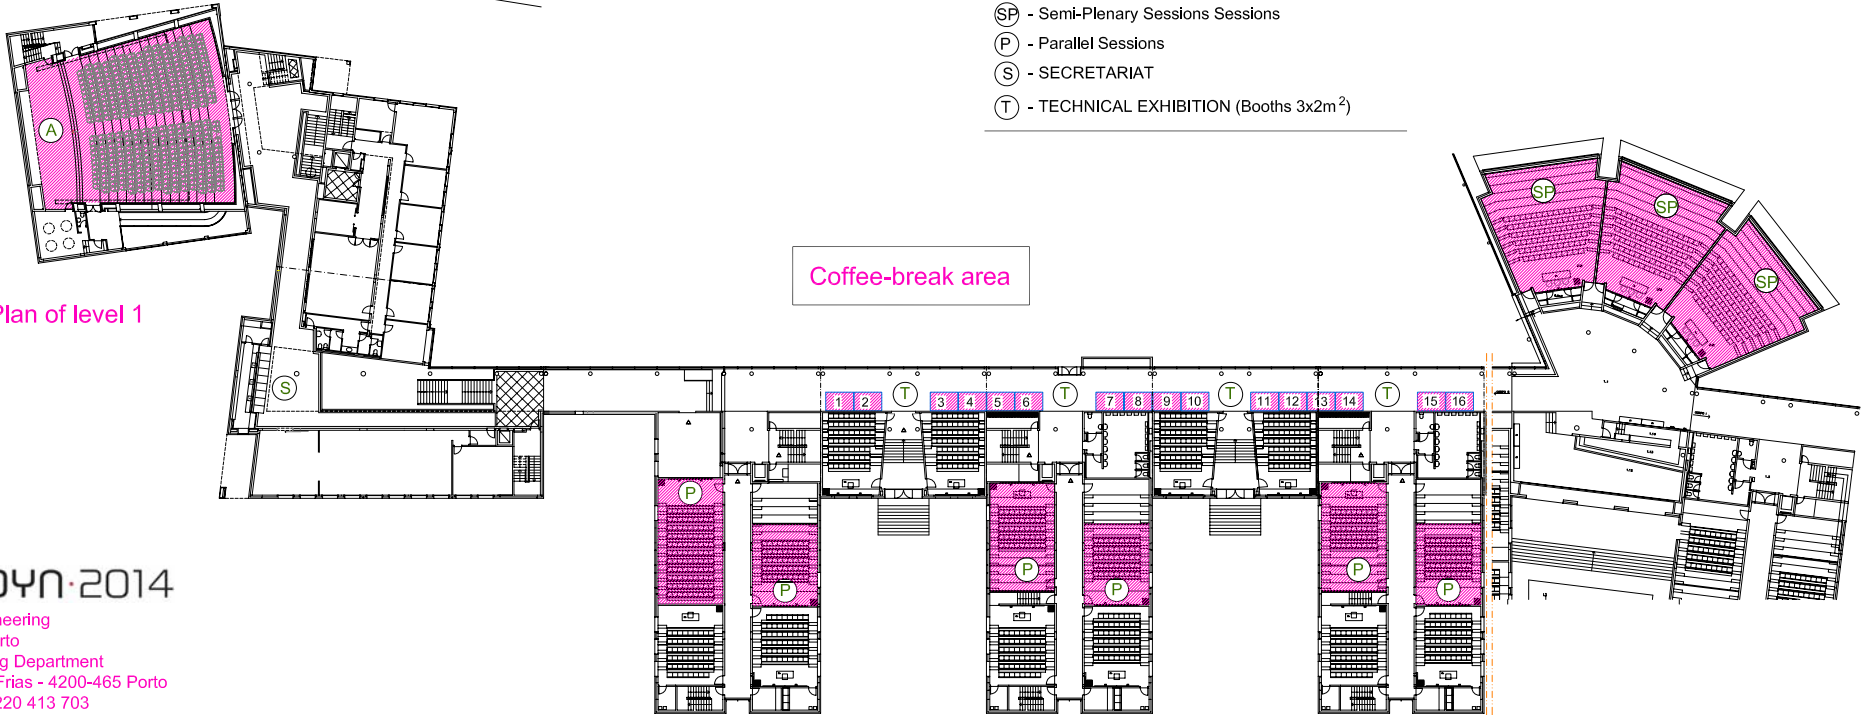 SP - Semi-Plenary Sessions Sessions
P - Parallel Sessions
S - SECRETARIAT
T - TECHNICAL EXHIBITION (Booths 3x2m²)
A
SP
SP
SP
Coffee-break area
Plan of level 1
S
T
T
T
T
1 2 3 4 5 6 7 8 9 10 11 12 13 14 15 16
P
P
P
P
P
P
DYN·2014
neering
rto
g Department
Frias - 4200-465 Porto
220 413 703